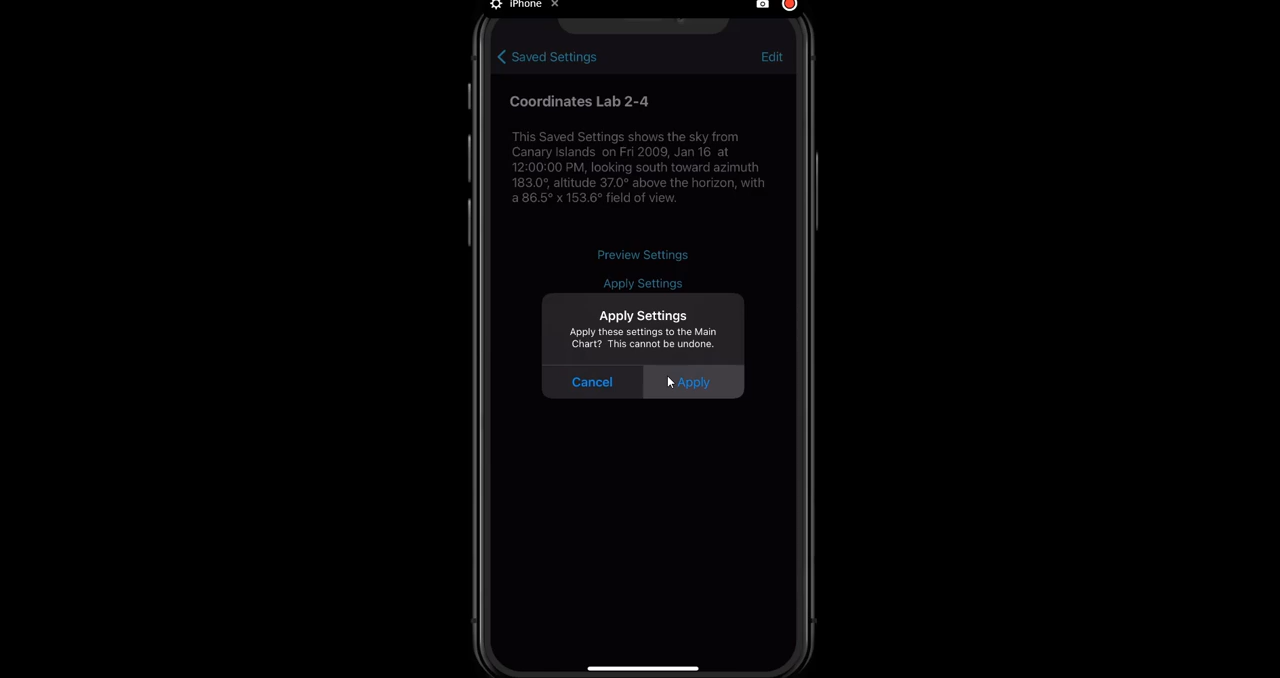 iPhone
Saved Settings
Edit
Coordinates Lab 2-4
This Saved Settings shows the sky from
Canary Islands on Fri 2009, Jan 16 at
12:00:00 PM, looking south toward azimuth
183.0°, altitude 37.0° above the horizon, with
a 86.5° x 153.6° field of view.
Preview Settings
Apply Settings
Apply Settings
Apply these settings to the Main
Chart? This cannot be undone.
Cancel
Apply